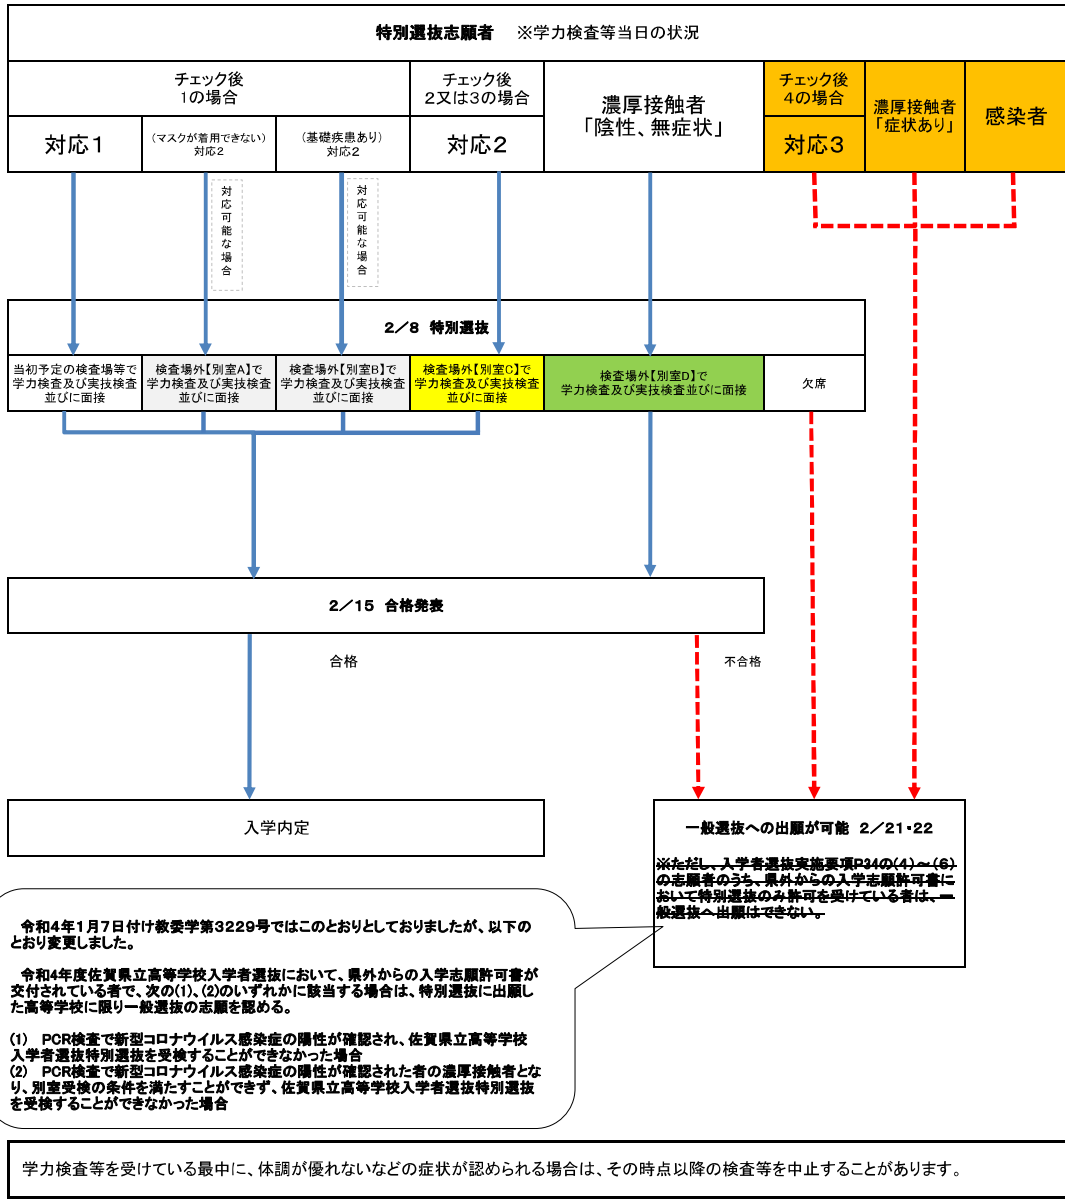 特別選抜志願者　※学力検査等当日の状況
チェック後
1の場合
チェック後
2又は3の場合
濃厚接触者
「陰性、無症状」
チェック後
4の場合
濃厚接触者
「症状あり」
感染者
対応1
(マスクが着用できない)
対応2
(基礎疾患あり)
対応2
対応2
対応3
対応可能な場合
対応可能な場合
2／8　特別選抜
当初予定の検査場等で
学力検査及び実技検査
並びに面接
検査場外【別室A】で
学力検査及び実技検査
並びに面接
検査場外【別室B】で
学力検査及び実技検査
並びに面接
検査場外【別室C】で
学力検査及び実技検査
並びに面接
検査場外【別室D】で
学力検査及び実技検査並びに面接
欠席
2／15　合格発表
合格
不合格
入学内定
一般選抜への出願が可能　2／21・22
※ただし、入学者選抜実施要項P34の(4)～(6)
の志願者のうち、県外からの入学志願許可書に
おいて特別選抜のみ許可を受けている者は、一
般選抜へ出願はできない。
令和4年1月7日付け教委学第3229号ではこのとおりとしておりましたが、以下の
とおり変更しました。
令和4年度佐賀県立高等学校入学者選抜において、県外からの入学志願許可書が
交付されている者で、次の(1)、(2)のいずれかに該当する場合は、特別選抜に出願し
た高等学校に限り一般選抜の志願を認める。
(1)　PCR検査で新型コロナウイルス感染症の陽性が確認され、佐賀県立高等学校
入学者選抜特別選抜を受検することができなかった場合
(2)　PCR検査で新型コロナウイルス感染症の陽性が確認された者の濃厚接触者とな
り、別室受検の条件を満たすことができず、佐賀県立高等学校入学者選抜特別選抜
を受検することができなかった場合
学力検査等を受けている最中に、体調が優れないなどの症状が認められる場合は、その時点以降の検査等を中止することがあります。